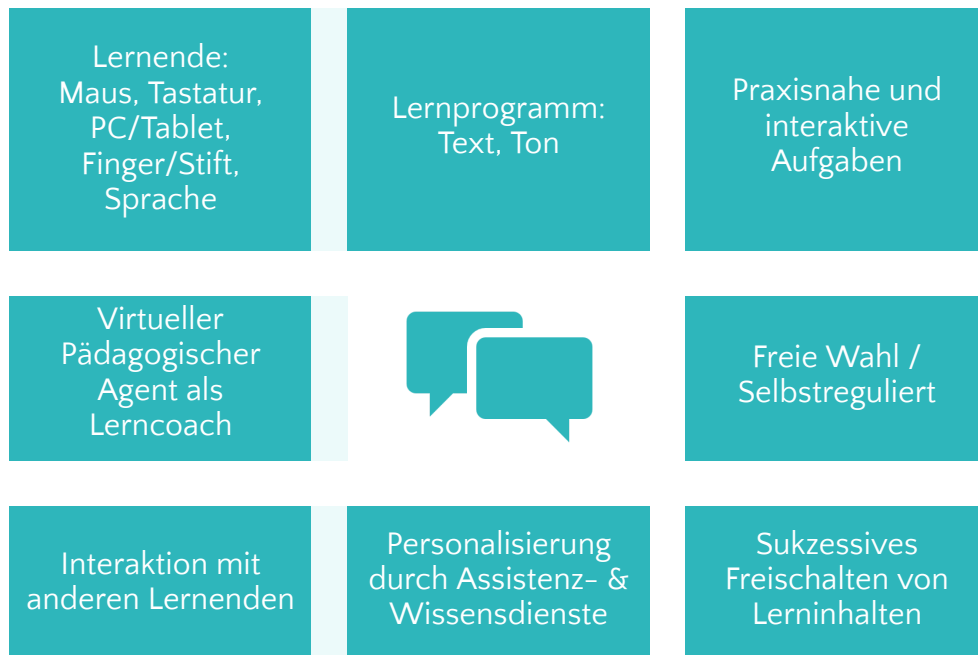 Lernende:
Maus, Tastatur,
PC/Tablet,
Finger/Stift,
Sprache
Lernprogramm:
Text, Ton
Praxisnahe und
interaktive
Aufgaben
Virtueller
Pädagogischer
Agent als
Lerncoach
Freie Wahl /
Selbstreguliert
Interaktion mit
anderen Lernenden
Personalisierung
durch Assistenz- &
Wissensdienste
Sukzessives
Freischalten von
Lerninhalten